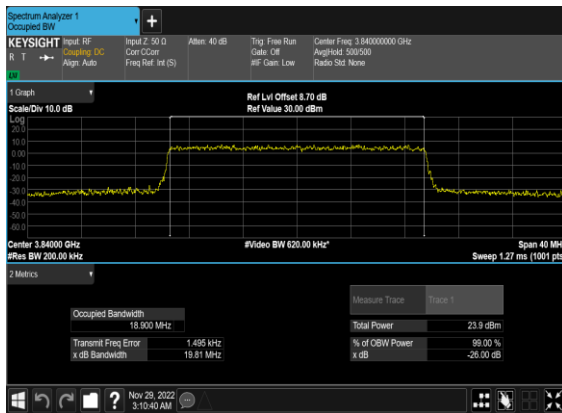 Spectrum Analyzer 1
Occupied BW
KEYSIGHT
R T
Input: RF
Coupling: DC
Align: Auto
Input Z: 50 Ω
Corr CCorr
Freq Ref: Int (S)
Atten: 40 dB
Trig: Free Run
Gate: Off
#IF Gain: Low
Center Freq: 3.840000000 GHz
Avg|Hold: 500/500
Radio Std: None
1 Graph
Scale/Div 10.0 dB
Ref Lvl Offset 8.70 dB
Ref Value 30.00 dBm
Log
20.0
10.0
0.00
-10.0
-20.0
-30.0
-40.0
-50.0
-60.0
Center 3.84000 GHz
#Res BW 200.00 kHz
#Video BW 620.00 kHz*
Span 40 MH
Sweep 1.27 ms (1001 pts
2 Metrics
Measure Trace
Trace 1
Occupied Bandwidth
18.900 MHz
Total Power
23.9 dBm
Transmit Freq Error
1.495 kHz
% of OBW Power
99.00 %
x dB Bandwidth
19.81 MHz
x dB
-26.00 dB
?
Nov 29, 2022
3:10:40 AM